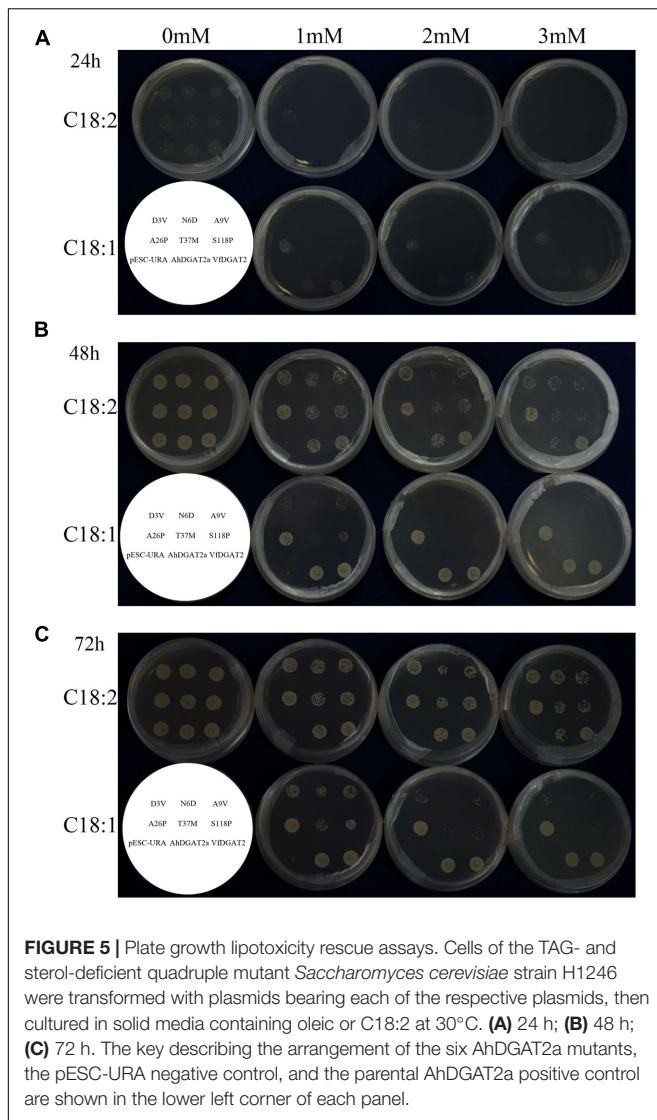 A
0mM 1mM 2mM 3mM
24h
C18:2
D3V N6D A9V
A26P T37M S118P
pESC-URA AhDGAT2a VfDGAT2
C18:1
B
48h
C18:2
D3V N6D A9V
A26P T37M S118P
pESC-URA AhDGAT2a VfDGAT2
C18:1
C
72h
C18:2
D3V N6D A9V
A26P T37M S118P
pESC-URA AhDGAT2a VfDGAT2
C18:1
FIGURE 5 | Plate growth lipotoxicity rescue assays. Cells of the TAG- and
sterol-deficient quadruple mutant Saccharomyces cerevisiae strain H1246
were transformed with plasmids bearing each of the respective plasmids, then
cultured in solid media containing oleic or C18:2 at 30°C. (A) 24 h; (B) 48 h;
(C) 72 h. The key describing the arrangement of the six AhDGAT2a mutants,
the pESC-URA negative control, and the parental AhDGAT2a positive control
are shown in the lower left corner of each panel.